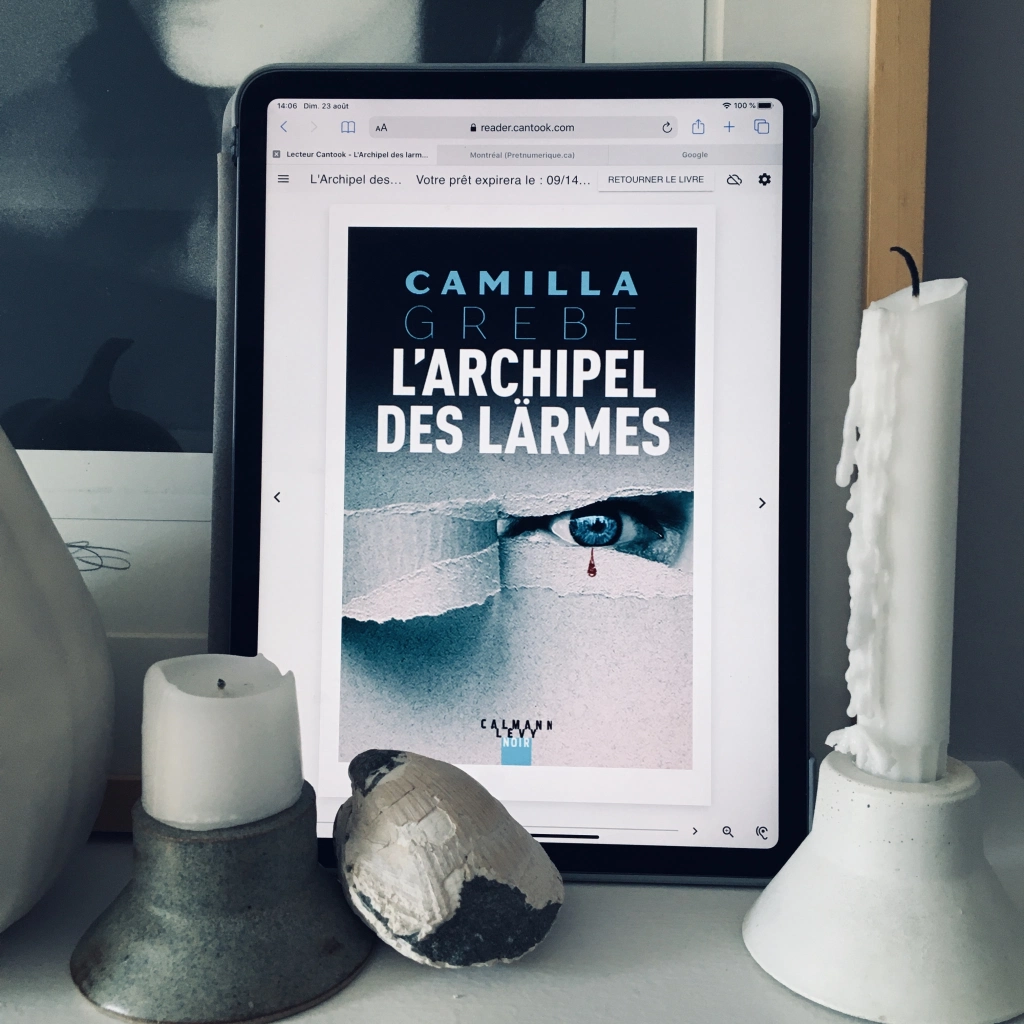 14:06 Dim. 23 août 100 %
AA reader.cantook.com
Lecteur Cantook - L'Archipel des larm... Montréal (Pretnumerique.ca) Google
L'Archipel des... Votre prêt expirera le : 09/14... RETOURNER LE LIVRE
CAMILLA
GREBE
L'ARCHIPEL
DES LÄRMES
CALMANN
LEVY
NOIR